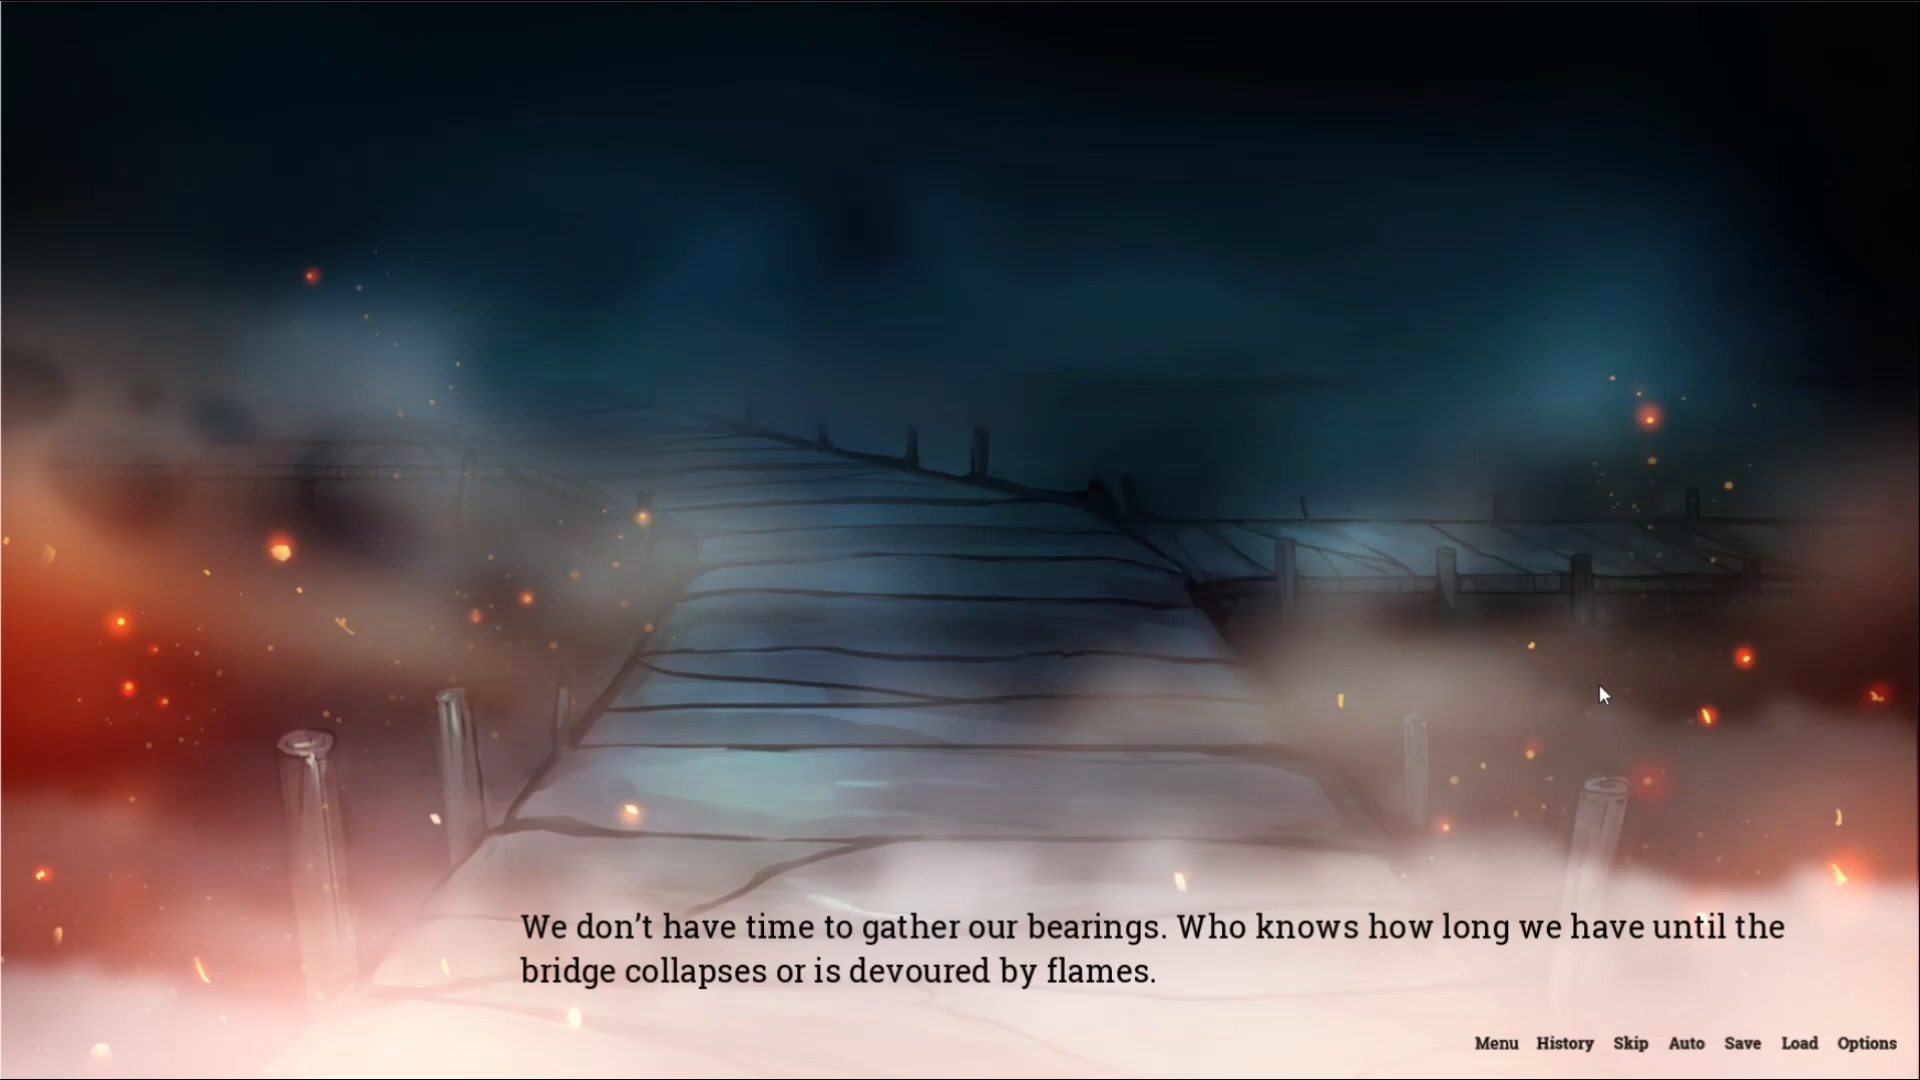 We don’t have time to gather our bearings. Who knows how long we have until the
bridge collapses or is devoured by flames.
Menu History Skip Auto Save Load Options